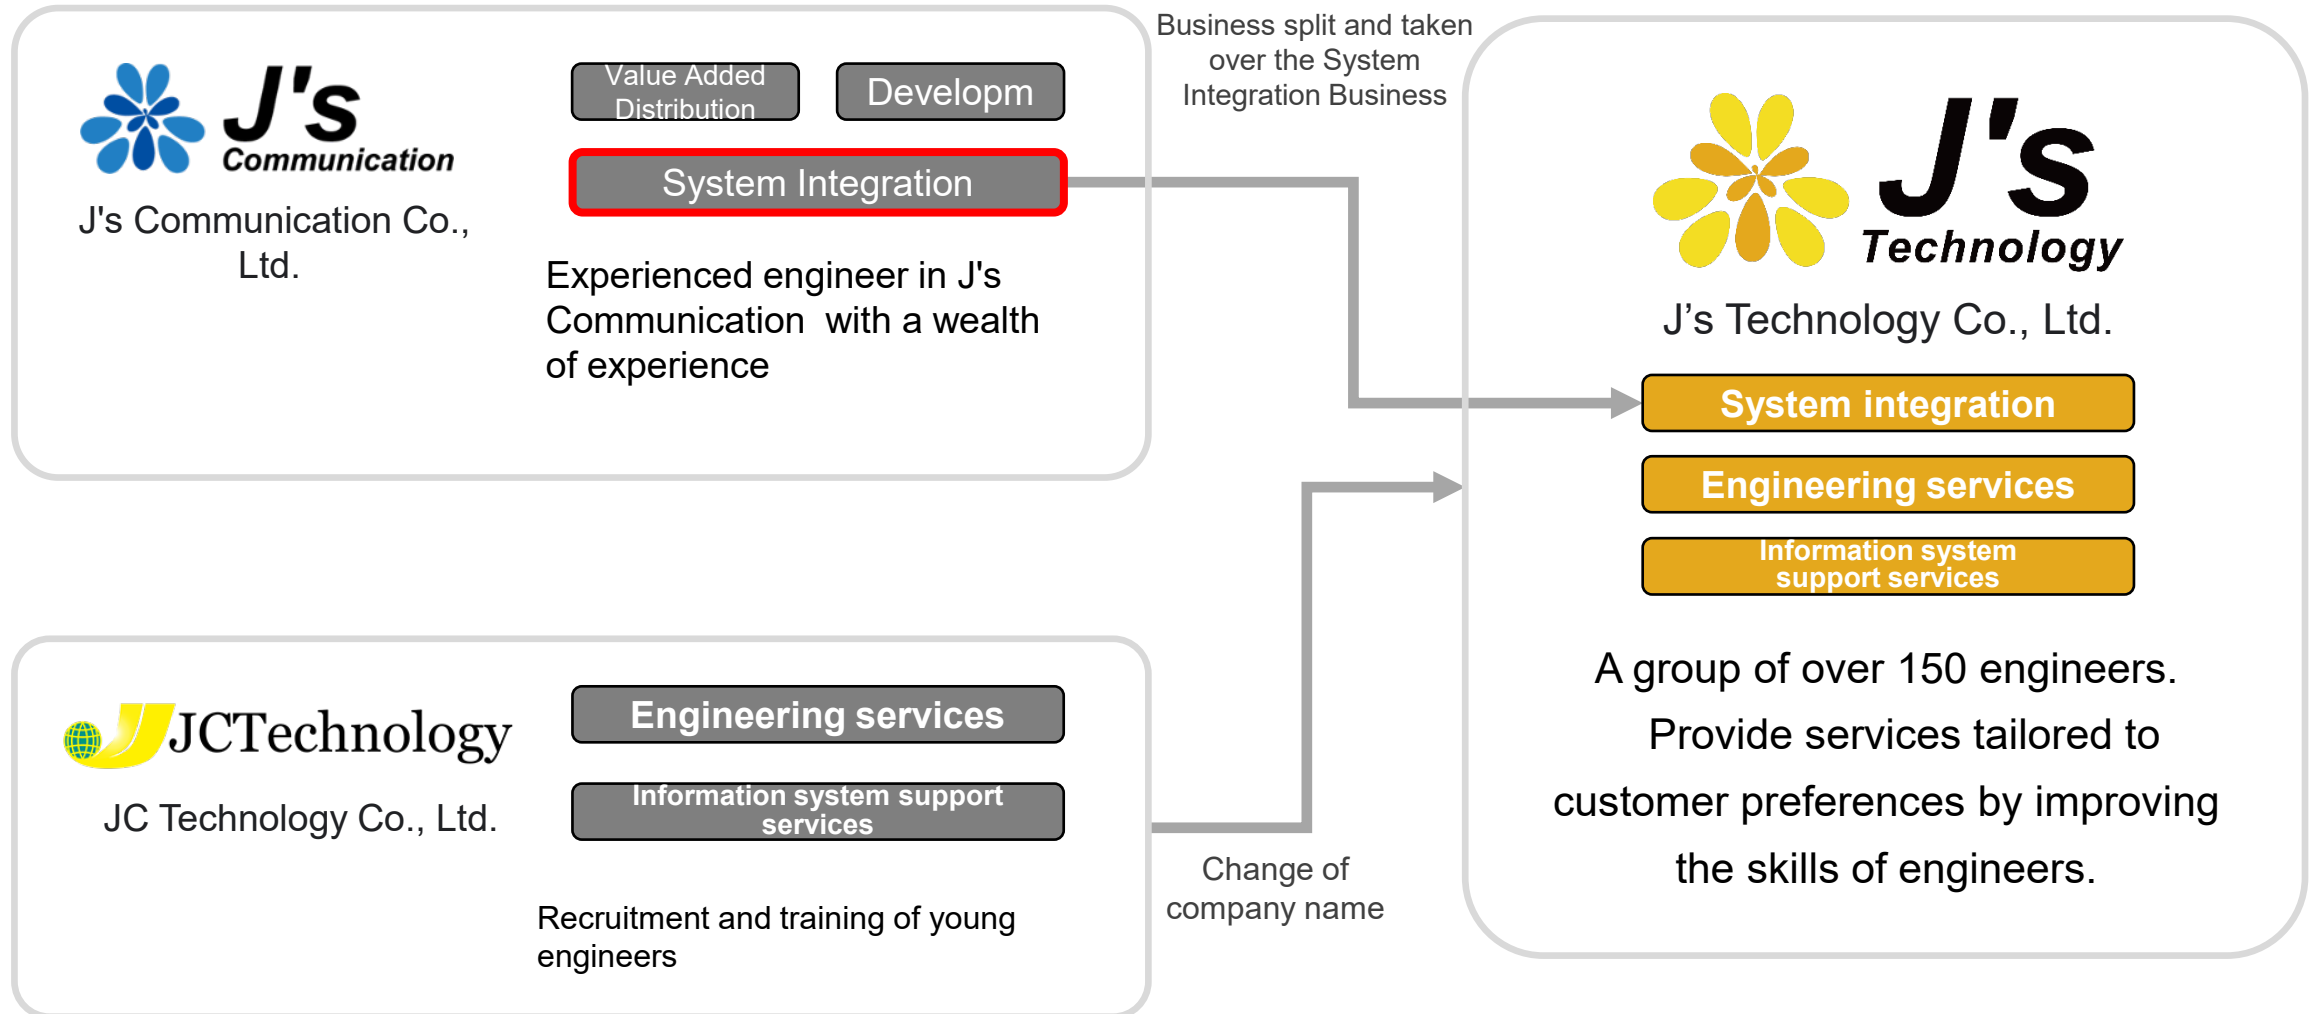 J's
Communication
J's Communication Co.,
Ltd.
Value Added
Distribution
Developm
System Integration
Experienced engineer in J's
Communication  with a wealth
of experience
Business split and taken
over the System
Integration Business
J's
Technology
J’s Technology Co., Ltd.
System integration
Engineering services
Information system
support services
A group of over 150 engineers.
Provide services tailored to
customer preferences by improving
the skills of engineers.
JCTechnology
JC Technology Co., Ltd.
Engineering services
Information system support
services
Recruitment and training of young
engineers
Change of
company name